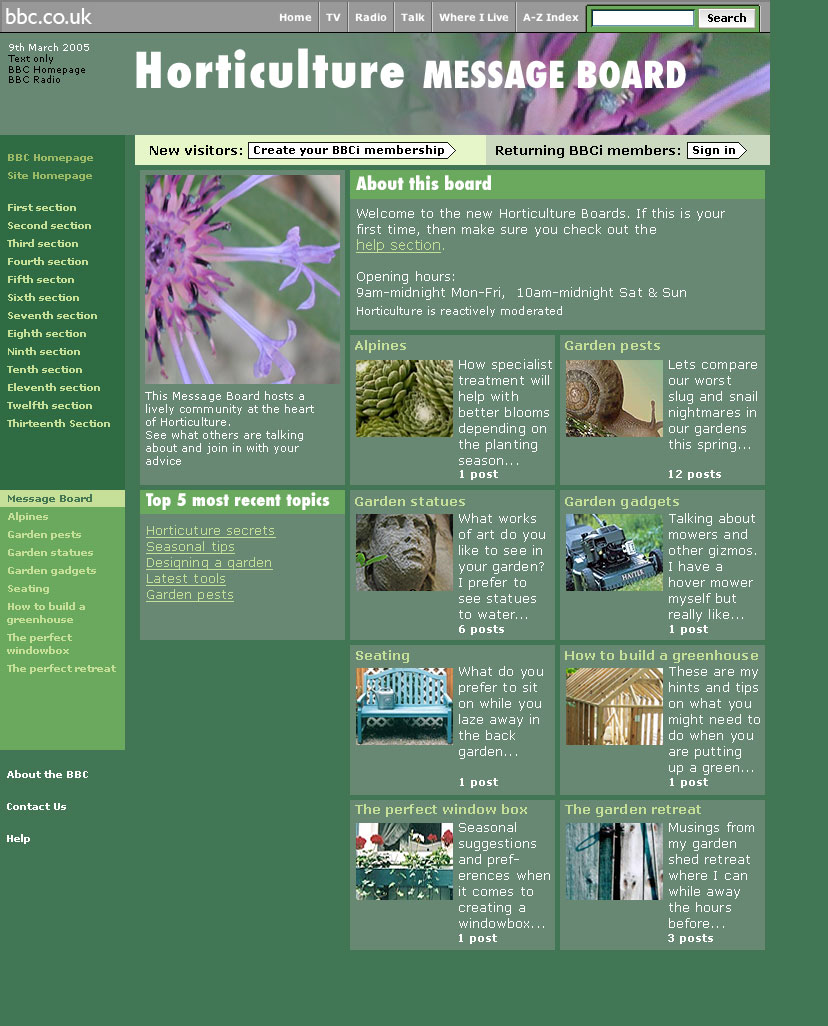 bbc.co.uk
Home TV Radio Talk Where I Live A-Z Index Search
9th March 2005
Text only
BBC Homepage
BBC Radio
Horticulture MESSAGE BOARD
New visitors: Create your BBCi membership Returning BBCi members: Sign in
BBC Homepage
Site Homepage
First section
Second section
Third section
Fourth section
Fifth secton
Sixth section
Seventh section
Eighth section
Ninth section
Tenth section
Eleventh section
Twelfth section
Thirteenth Section
Message Board
Alpines
Garden pests
Garden statues
Garden gadgets
Seating
How to build a
greenhouse
The perfect
windowbox
The perfect retreat
About the BBC
Contact Us
Help
This Message Board hosts a
lively community at the heart
of Horticulture.
See what others are talking
about and join in with your
advice
Top 5 most recent topics
Horticuture secrets
Seasonal tips
Designing a garden
Latest tools
Garden pests
About this board
Welcome to the new Horticulture Boards. If this is your
first time, then make sure you check out the
help section.
Opening hours:
9am-midnight Mon-Fri, 10am-midnight Sat & Sun
Horticulture is reactively moderated
Alpines
How specialist
treatment will
help with
better blooms
depending on
the planting
season...
1 post
Garden pests
Lets compare
our worst
slug and snail
nightmares in
our gardens
this spring...
12 posts
Garden statues
What works
of art do you
like to see in
your garden?
I prefer to
see statues
to water...
6 posts
Garden gadgets
HAYTER
Talking about
mowers and
other gizmos.
I have a
hover mower
myself but
really like...
1 post
Seating
What do you
prefer to sit
on while you
laze away in
the back
garden...
1 post
How to build a greenhouse
These are my
hints and tips
on what you
might need to
do when you
are putting
up a green...
1 post
The perfect window box
Seasonal
suggestions
and pref-
erences when
it comes to
creating a
windowbox...
1 post
The garden retreat
Musings from
my garden
shed retreat
where I can
while away
the hours
before...
3 posts